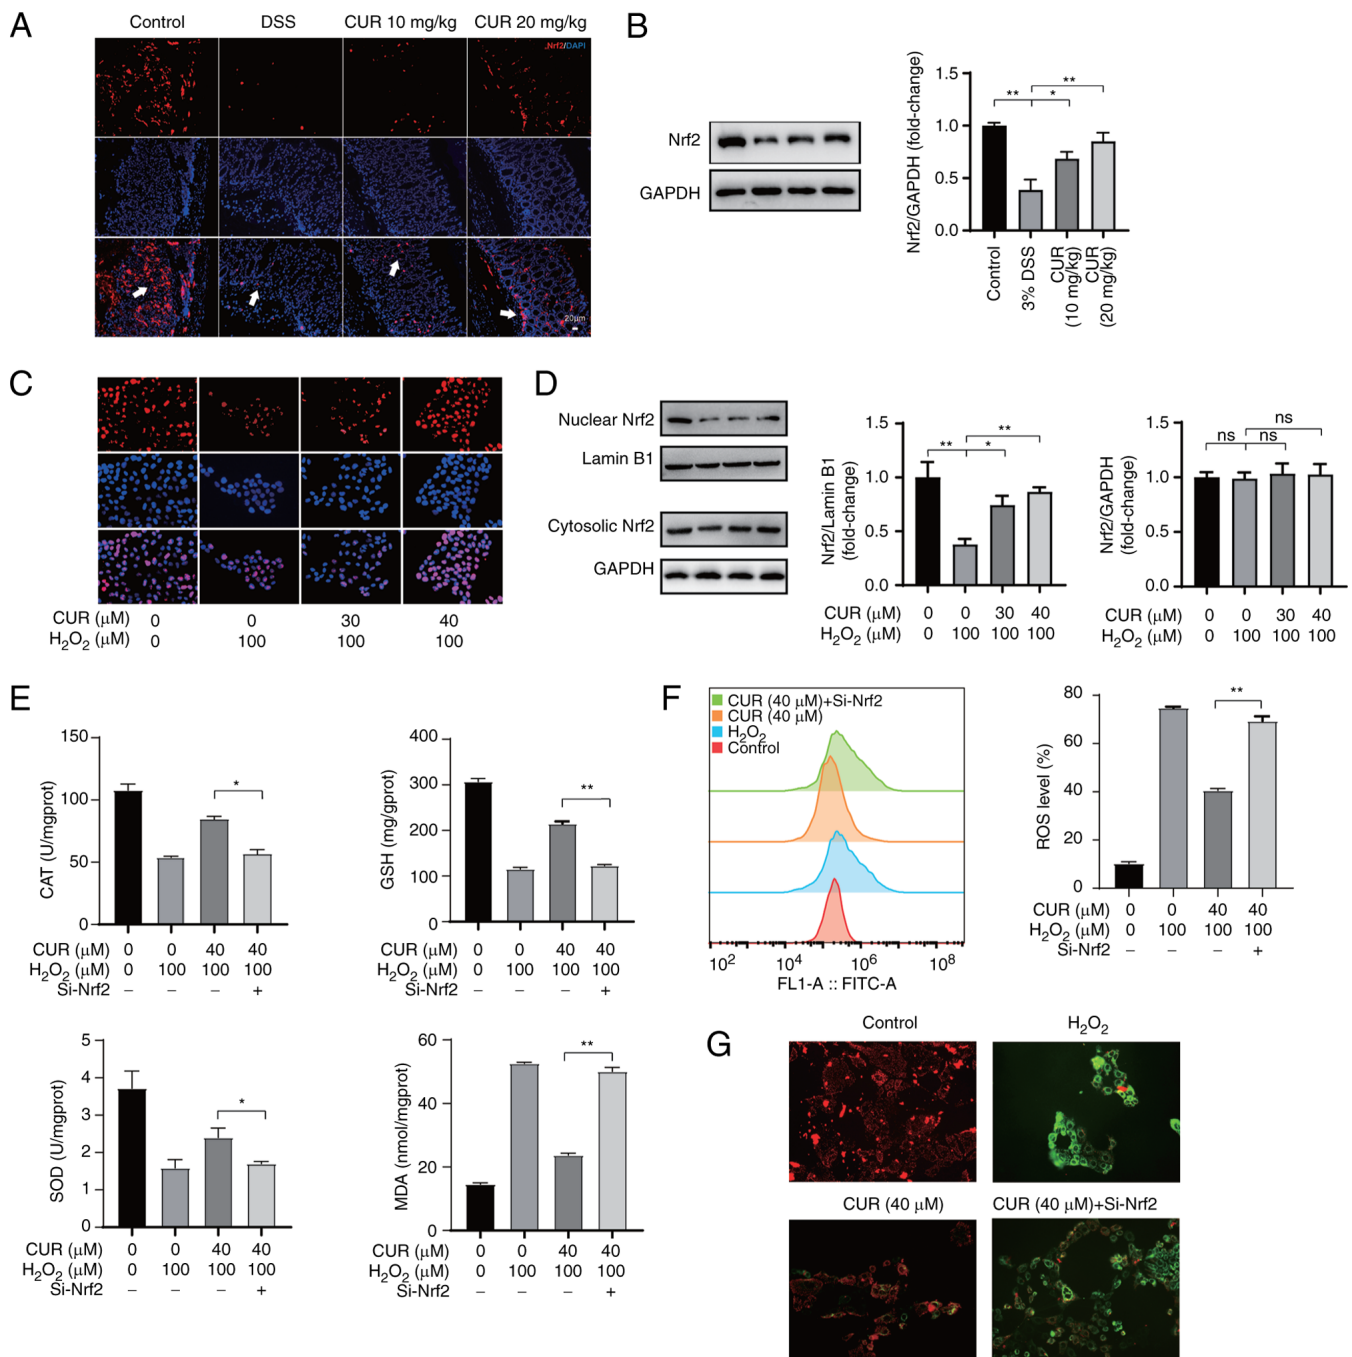 A
Control DSS CUR 10 mg/kg CUR 20 mg/kg
Nrf2/DAPI
20μm
B
Nrf2
GAPDH
Nrf2/GAPDH (fold-change)
1.5
1.0
0.5
0.0
** * **
Control
3% DSS
CUR
(10 mg/kg)
CUR
(20 mg/kg)
C
CUR (μM) 0 0 30 40
H₂O₂ (μM) 0 100 100 100
D
Nuclear Nrf2
Lamin B1
Cytosolic Nrf2
GAPDH
Nrf2/Lamin B1
(fold-change)
1.5
1.0
0.5
0.0
** * **
CUR (μM) 0 0 30 40
H₂O₂ (μM) 0 100 100 100
Nrf2/GAPDH
(fold-change)
1.5
1.0
0.5
0.0
ns ns ns
CUR (μM) 0 0 30 40
H₂O₂ (μM) 0 100 100 100
E
CAT (U/mgprot)
150
100
50
0
*
CUR (μM) 0 0 40 40
H₂O₂ (μM) 0 100 100 100
Si-Nrf2 – – – +
GSH (mg/gprot)
400
300
200
100
0
**
CUR (μM) 0 0 40 40
H₂O₂ (μM) 0 100 100 100
Si-Nrf2 – – – +
SOD (U/mgprot)
5
4
3
2
1
0
*
CUR (μM) 0 0 40 40
H₂O₂ (μM) 0 100 100 100
Si-Nrf2 – – – +
MDA (nmol/mgprot)
60
40
20
0
**
CUR (μM) 0 0 40 40
H₂O₂ (μM) 0 100 100 100
Si-Nrf2 – – – +
F
CUR (40 μM)+Si-Nrf2
CUR (40 μM)
H₂O₂
Control
10² 10⁴ 10⁶ 10⁸
FL1-A :: FITC-A
ROS level (%)
80
60
40
20
0
**
CUR (μM) 0 0 40 40
H₂O₂ (μM) 0 100 100 100
Si-Nrf2 – – – +
G
Control H₂O₂
CUR (40 μM) CUR (40 μM)+Si-Nrf2